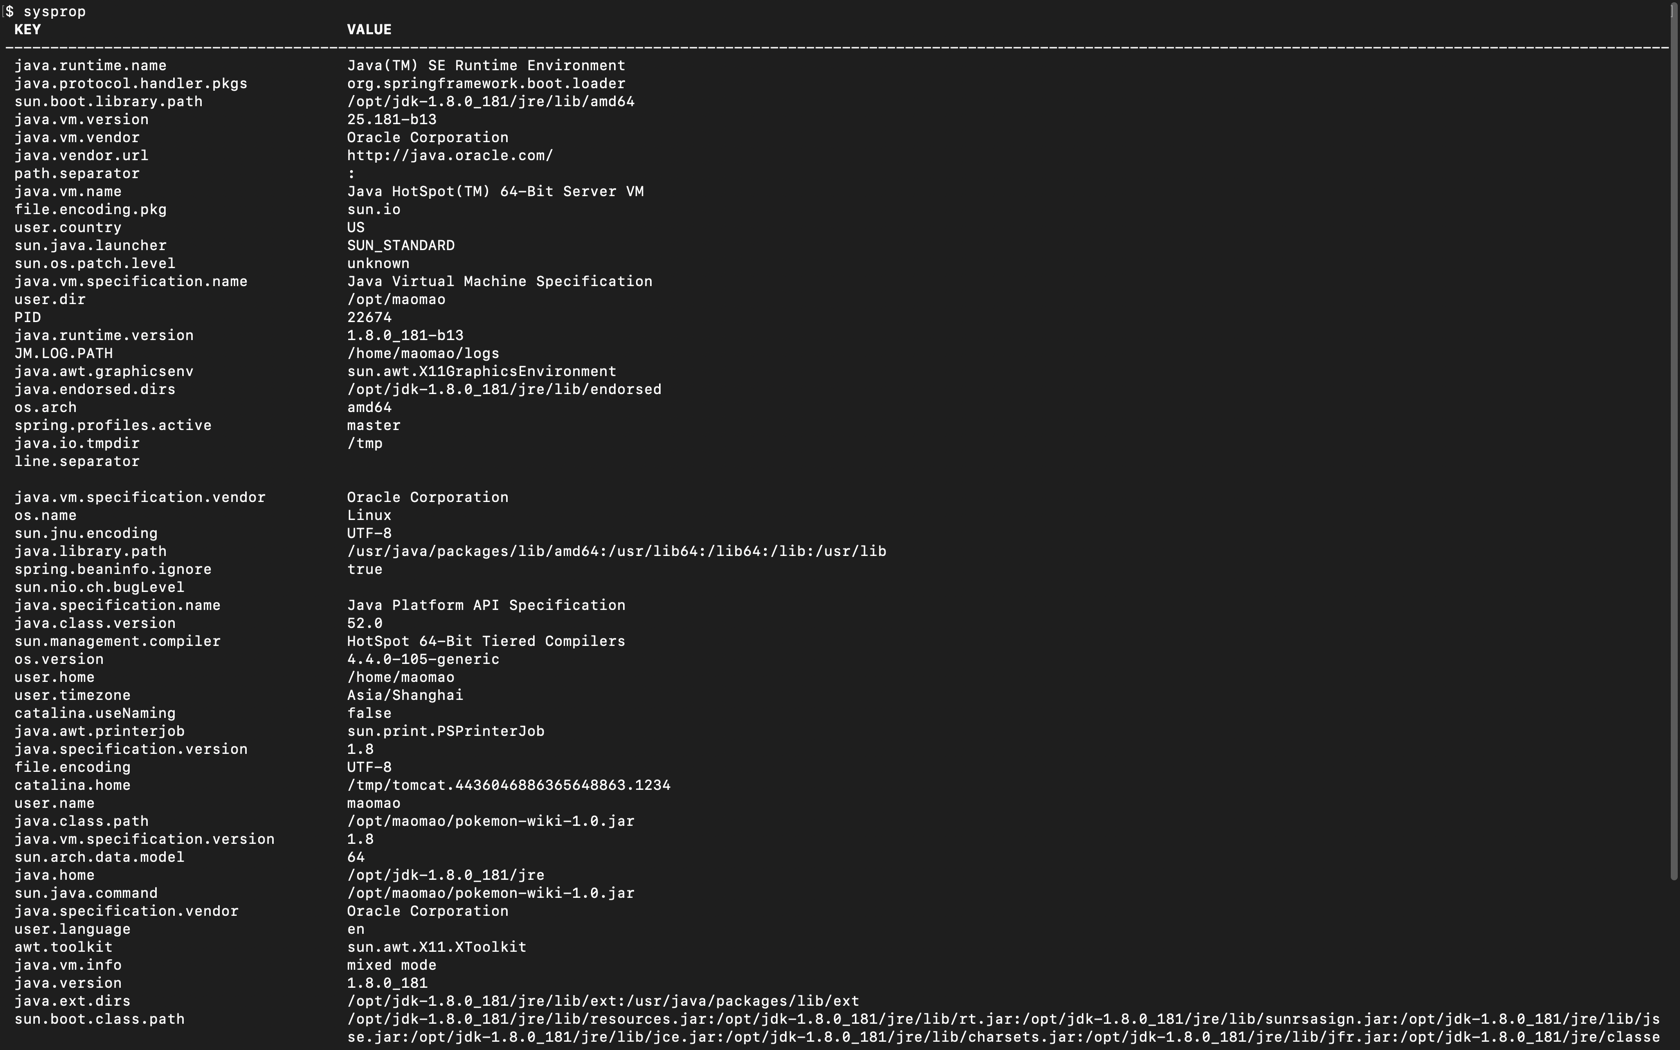 $ sysprop
KEY VALUE
java.runtime.name Java(TM) SE Runtime Environment
java.protocol.handler.pkgs org.springframework.boot.loader
sun.boot.library.path /opt/jdk-1.8.0_181/jre/lib/amd64
java.vm.version 25.181-b13
java.vm.vendor Oracle Corporation
java.vendor.url http://java.oracle.com/
path.separator :
java.vm.name Java HotSpot(TM) 64-Bit Server VM
file.encoding.pkg sun.io
user.country US
sun.java.launcher SUN_STANDARD
sun.os.patch.level unknown
java.vm.specification.name Java Virtual Machine Specification
user.dir /opt/maomao
PID 22674
java.runtime.version 1.8.0_181-b13
JM.LOG.PATH /home/maomao/logs
java.awt.graphicsenv sun.awt.X11GraphicsEnvironment
java.endorsed.dirs /opt/jdk-1.8.0_181/jre/lib/endorsed
os.arch amd64
spring.profiles.active master
java.io.tmpdir /tmp
line.separator
java.vm.specification.vendor Oracle Corporation
os.name Linux
sun.jnu.encoding UTF-8
java.library.path /usr/java/packages/lib/amd64:/usr/lib64:/lib64:/lib:/usr/lib
spring.beaninfo.ignore true
sun.nio.ch.bugLevel
java.specification.name Java Platform API Specification
java.class.version 52.0
sun.management.compiler HotSpot 64-Bit Tiered Compilers
os.version 4.4.0-105-generic
user.home /home/maomao
user.timezone Asia/Shanghai
catalina.useNaming false
java.awt.printerjob sun.print.PSPrinterJob
java.specification.version 1.8
file.encoding UTF-8
catalina.home /tmp/tomcat.4436046886365648863.1234
user.name maomao
java.class.path /opt/maomao/pokemon-wiki-1.0.jar
java.vm.specification.version 1.8
sun.arch.data.model 64
java.home /opt/jdk-1.8.0_181/jre
sun.java.command /opt/maomao/pokemon-wiki-1.0.jar
java.specification.vendor Oracle Corporation
user.language en
awt.toolkit sun.awt.X11.XToolkit
java.vm.info mixed mode
java.version 1.8.0_181
java.ext.dirs /opt/jdk-1.8.0_181/jre/lib/ext:/usr/java/packages/lib/ext
sun.boot.class.path /opt/jdk-1.8.0_181/jre/lib/resources.jar:/opt/jdk-1.8.0_181/jre/lib/rt.jar:/opt/jdk-1.8.0_181/jre/lib/sunrsasign.jar:/opt/jdk-1.8.0_181/jre/lib/js
se.jar:/opt/jdk-1.8.0_181/jre/lib/jce.jar:/opt/jdk-1.8.0_181/jre/lib/charsets.jar:/opt/jdk-1.8.0_181/jre/lib/jfr.jar:/opt/jdk-1.8.0_181/jre/classe